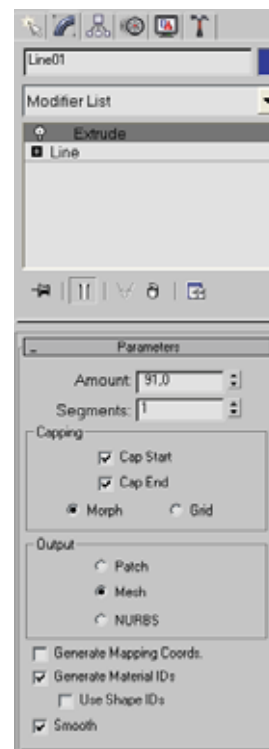 Line01
Modifier List
Extrude
Line
Parameters
Amount: 91,0
Segments: 1
Capping
Cap Start
Cap End
Morph Grid
Output
Patch
Mesh
NURBS
Generate Mapping Coords.
Generate Material IDs
Use Shape IDs
Smooth